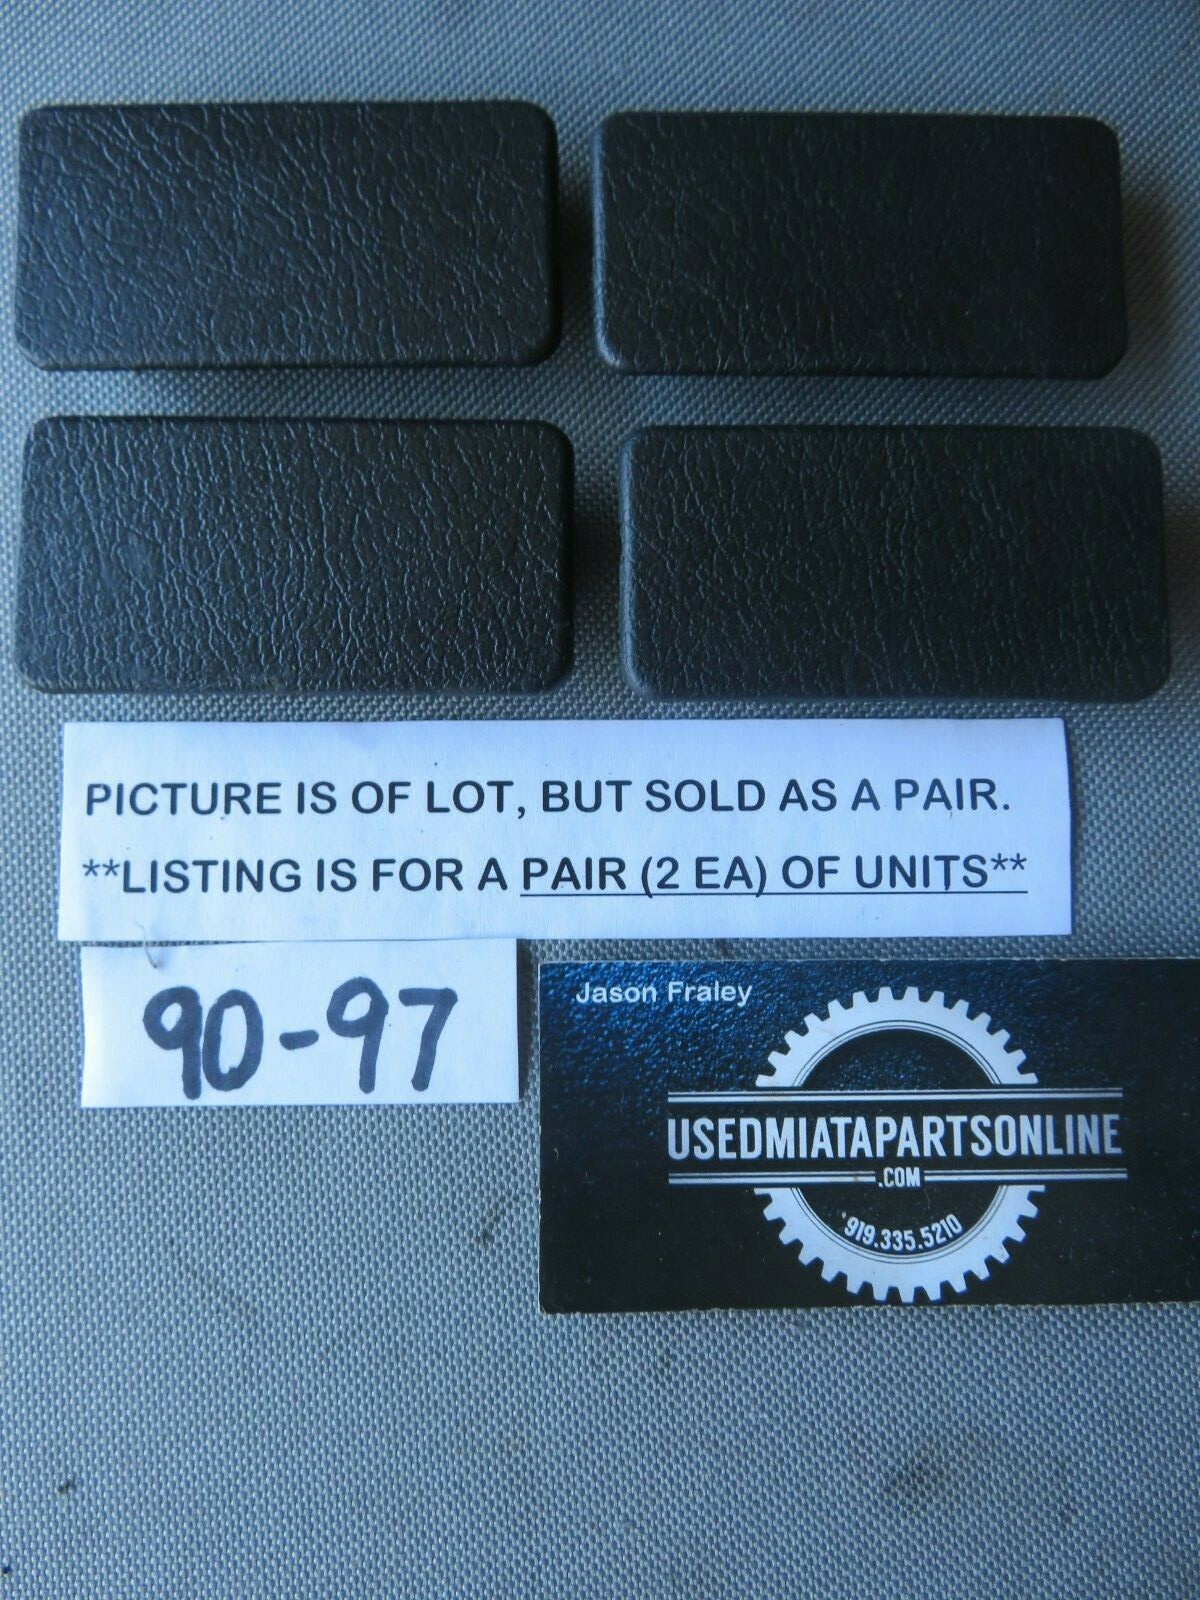 PICTURE IS OF LOT, BUT SOLD AS A PAIR.
**LISTING IS FOR A PAIR (2 EA) OF UNITS**
90-97
Jason Fraley
USEDMIATAPARTSONLINE
.COM
919.335.5210